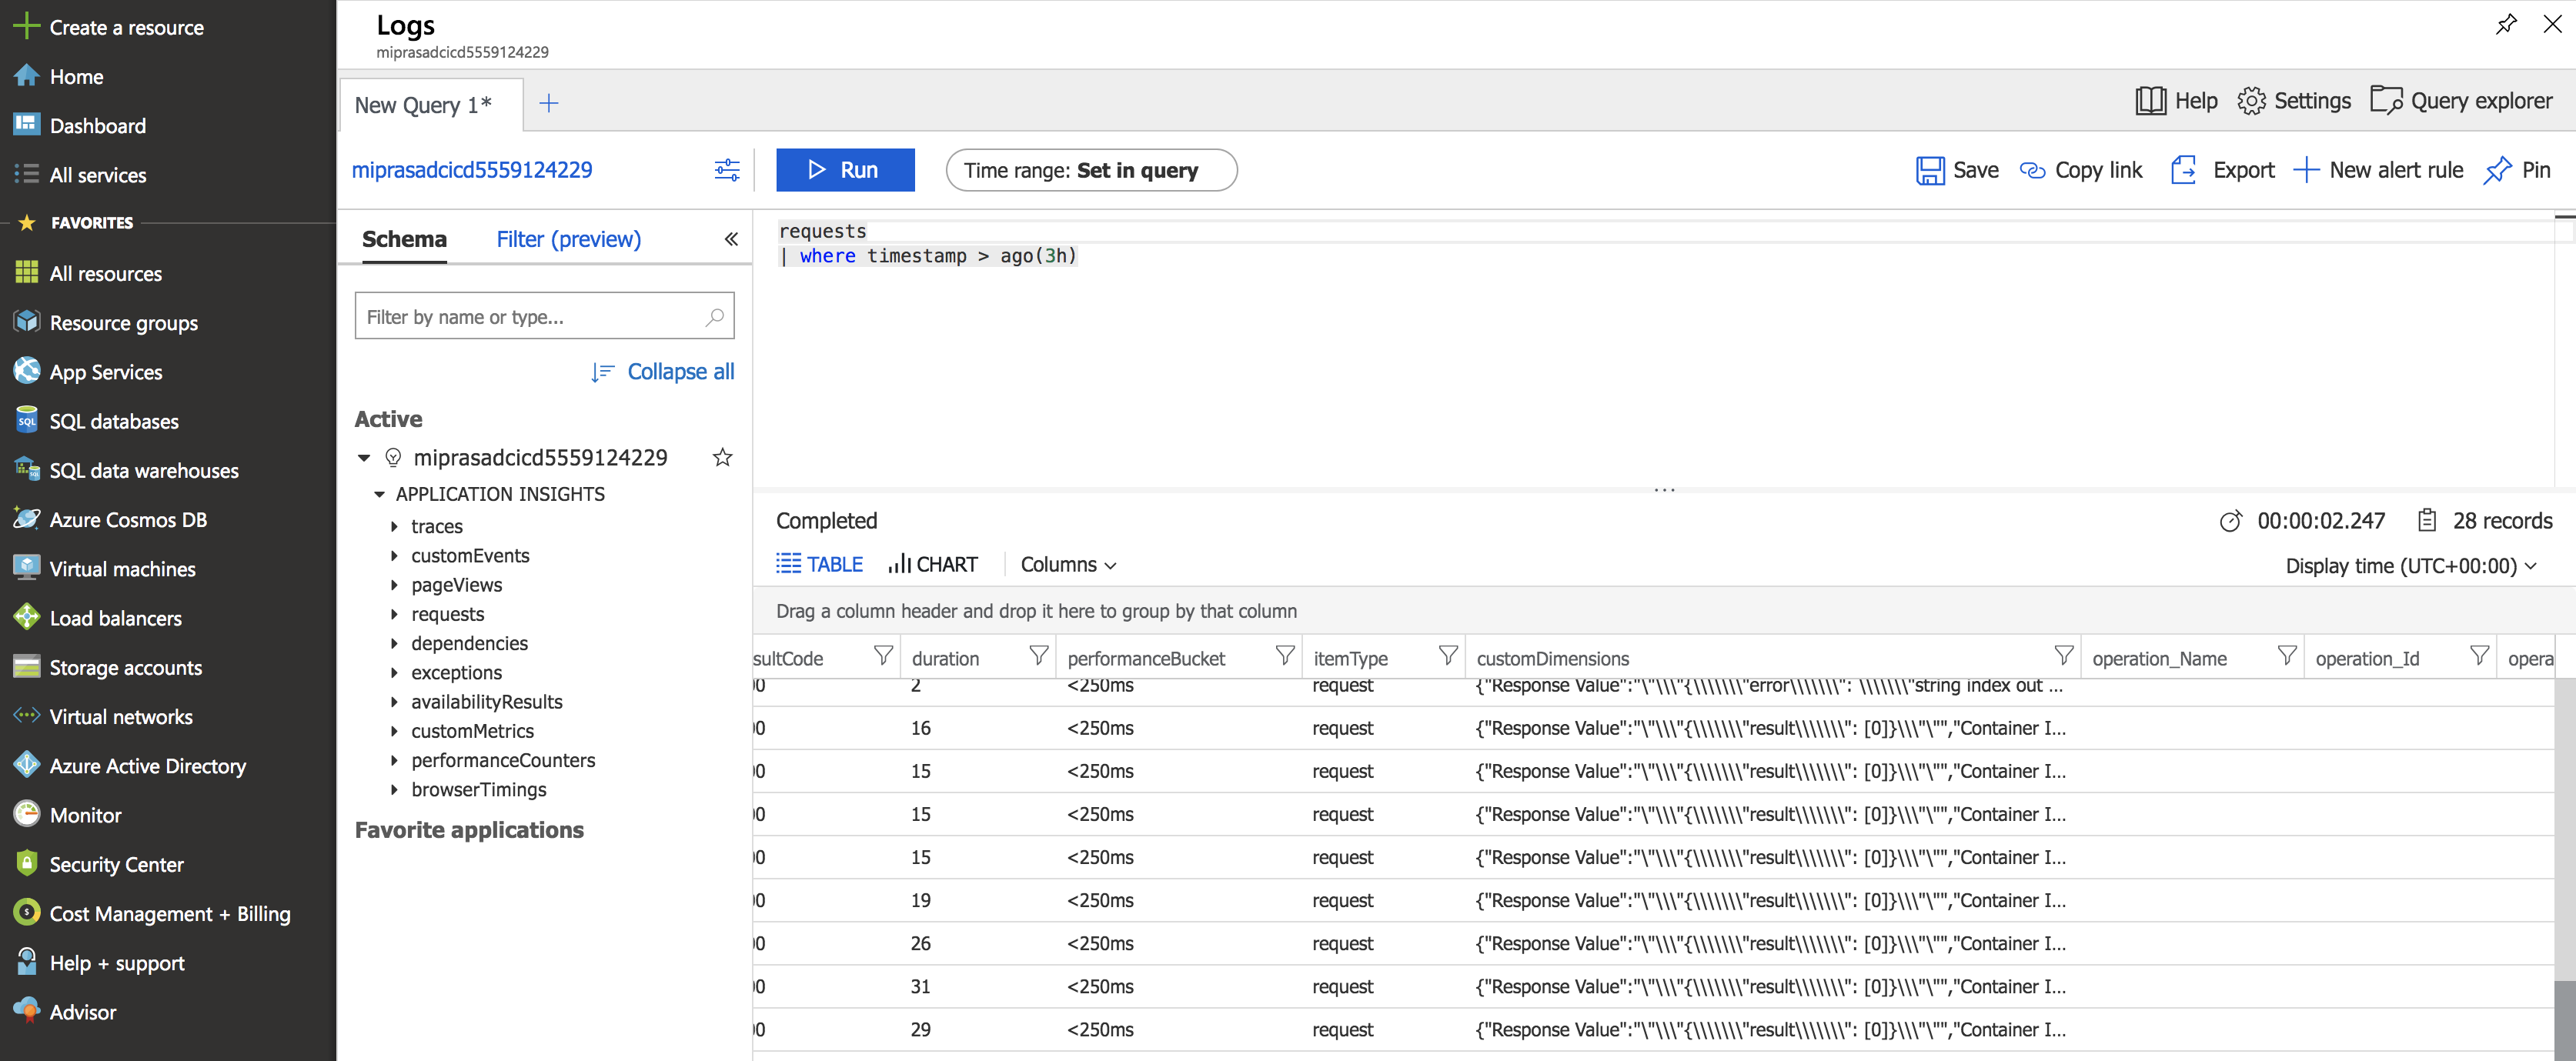 Create a resource
Home
Dashboard
All services
FAVORITES
All resources
Resource groups
App Services
SQL databases
SQL data warehouses
Azure Cosmos DB
Virtual machines
Load balancers
Storage accounts
Virtual networks
Azure Active Directory
Monitor
Security Center
Cost Management + Billing
Help + support
Advisor
Logs
miprasadcicd5559124229
New Query 1*
Help Settings Query explorer
miprasadcicd5559124229
Run
Time range: Set in query
Save Copy link Export New alert rule Pin
Schema Filter (preview)
Filter by name or type...
Collapse all
Active
miprasadcicd5559124229
APPLICATION INSIGHTS
traces
customEvents
pageViews
requests
dependencies
exceptions
availabilityResults
customMetrics
performanceCounters
browserTimings
Favorite applications
requests
| where timestamp > ago(3h)
Completed 00:00:02.247 28 records
TABLE CHART Columns Display time (UTC+00:00)
Drag a column header and drop it here to group by that column
sultCode duration performanceBucket itemType customDimensions operation_Name operation_Id opera
00 2 <250ms request {"Response Value":"\"\\\"{\\\\\\\"error\\\\\\\": \\\\\\\"string index out ...
00 16 <250ms request {"Response Value":"\"\\\"{\\\\\\\"result\\\\\\\": [0]}\\\"\"","Container I...
00 15 <250ms request {"Response Value":"\"\\\"{\\\\\\\"result\\\\\\\": [0]}\\\"\"","Container I...
00 15 <250ms request {"Response Value":"\"\\\"{\\\\\\\"result\\\\\\\": [0]}\\\"\"","Container I...
00 15 <250ms request {"Response Value":"\"\\\"{\\\\\\\"result\\\\\\\": [0]}\\\"\"","Container I...
00 19 <250ms request {"Response Value":"\"\\\"{\\\\\\\"result\\\\\\\": [0]}\\\"\"","Container I...
00 26 <250ms request {"Response Value":"\"\\\"{\\\\\\\"result\\\\\\\": [0]}\\\"\"","Container I...
00 31 <250ms request {"Response Value":"\"\\\"{\\\\\\\"result\\\\\\\": [0]}\\\"\"","Container I...
00 29 <250ms request {"Response Value":"\"\\\"{\\\\\\\"result\\\\\\\": [0]}\\\"\"","Container I...